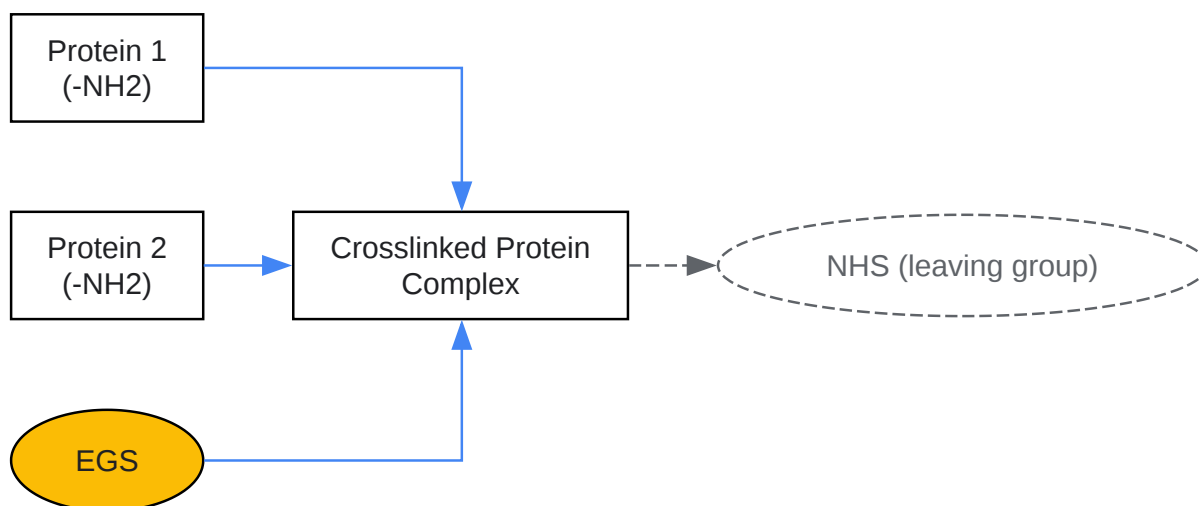 Protein 1
(-NH2)
Protein 2
(-NH2)
Crosslinked Protein
Complex
NHS (leaving group)
EGS